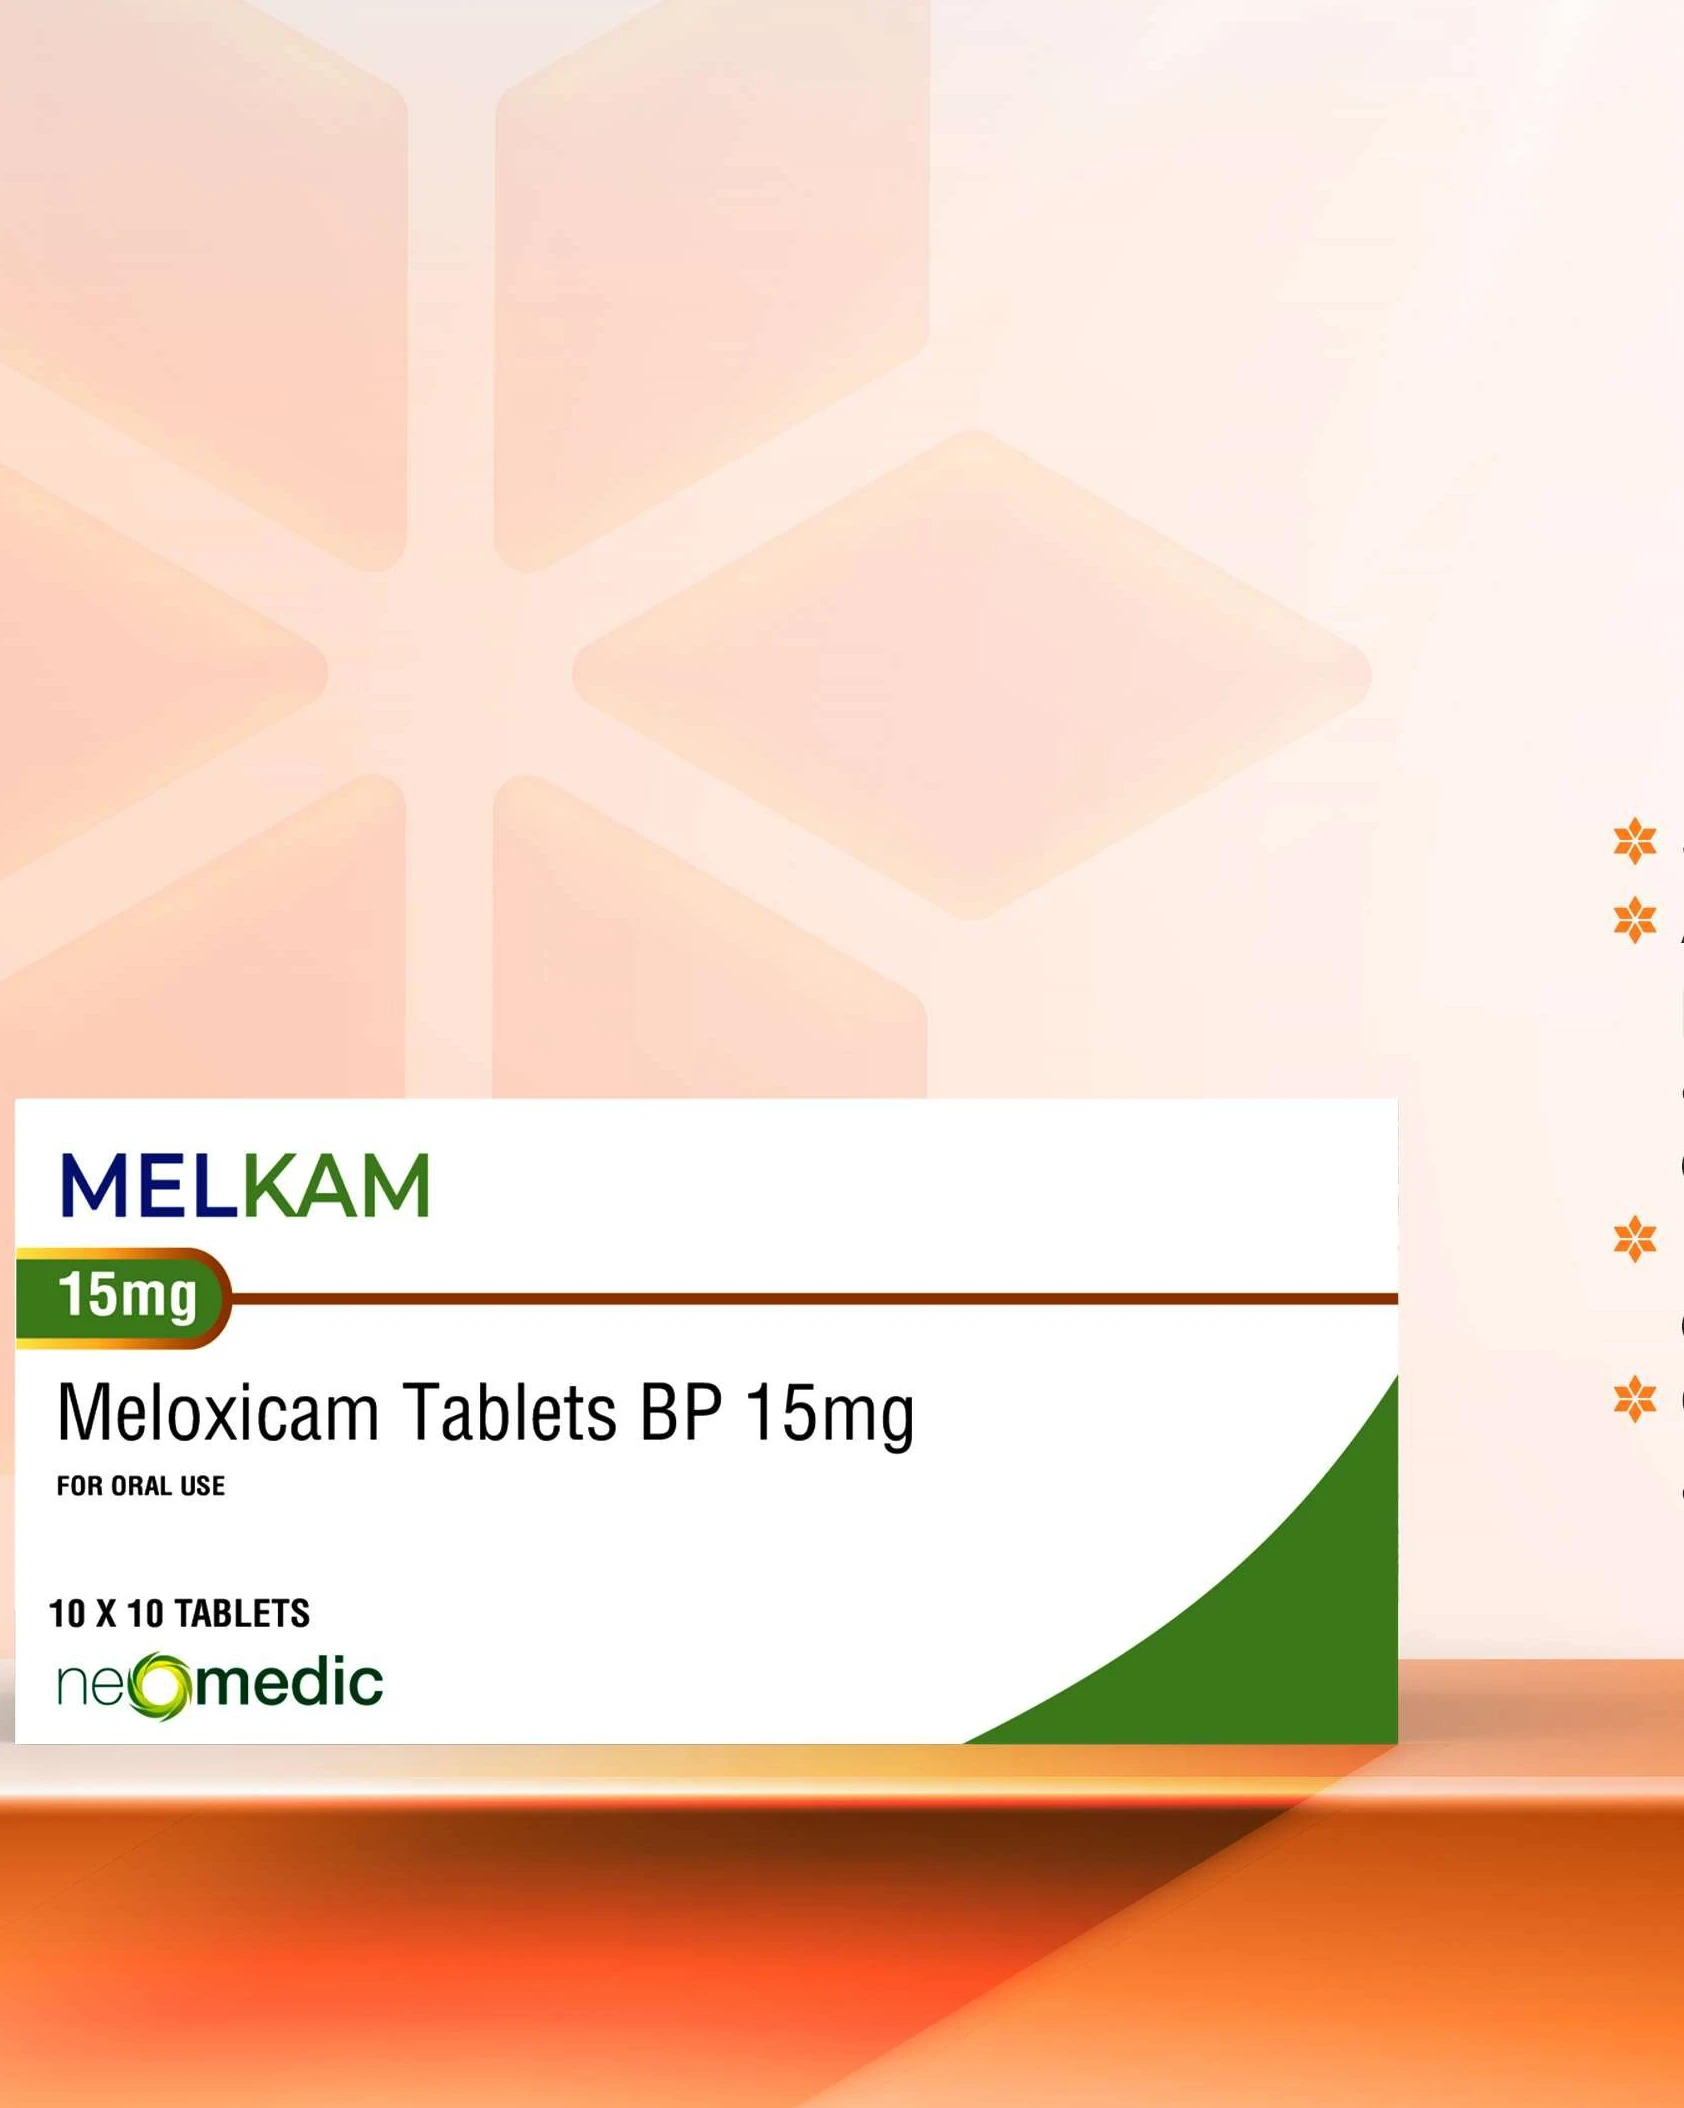 MELKAM
15mg
Meloxicam Tablets BP 15mg
FOR ORAL USE
10 X 10 TABLETS
neomedic